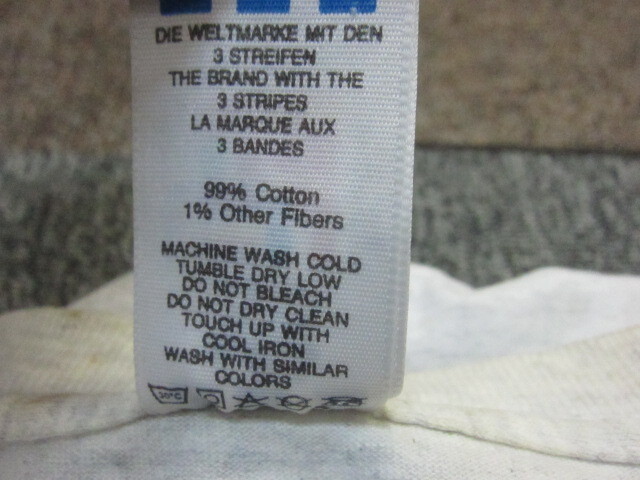 DIE WELTMARKE MIT DEN
3 STREIFEN
THE BRAND WITH THE
3 STRIPES
LA MARQUE AUX
3 BANDES
99% Cotton
1% Other Fibers
MACHINE WASH COLD
TUMBLE DRY LOW
DO NOT BLEACH
DO NOT DRY CLEAN
TOUCH UP WITH
COOL IRON
WASH WITH SIMILAR
COLORS
30°C